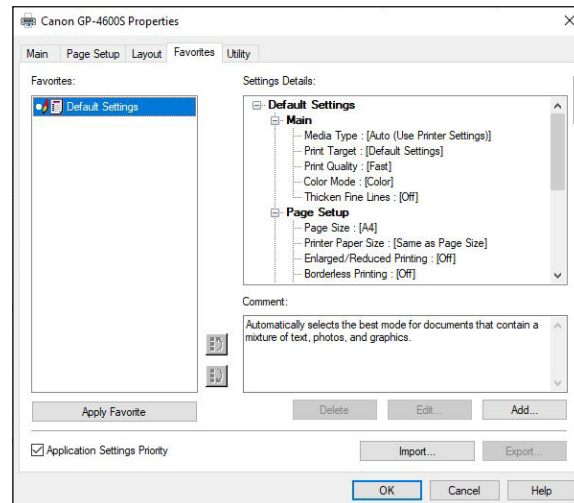 Canon GP-4600S Properties
Main Page Setup Layout Favorites Utility
Favorites:
Default Settings
Settings Details:
Default Settings
Main
Media Type : [Auto (Use Printer Settings)]
Print Target : [Default Settings]
Print Quality : [Fast]
Color Mode : [Color]
Thicken Fine Lines : [Off]
Page Setup
Page Size : [A4]
Printer Paper Size : [Same as Page Size]
Enlarged/Reduced Printing : [Off]
Borderless Printing : [Off]
Comment:
Automatically selects the best mode for documents that contain a
mixture of text, photos, and graphics.
Apply Favorite
Delete Edit... Add...
Application Settings Priority
Import... Export...
OK Cancel Help